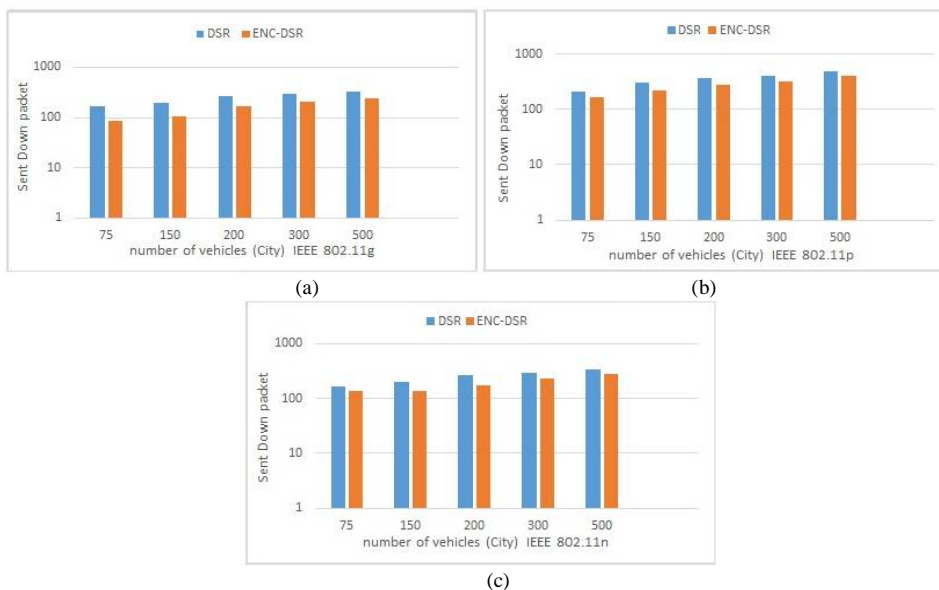 DSR ENC-DSR
1000
100
10
1
Sent Down packet
75 150 200 300 500
number of vehicles (City) IEEE 802.11g
(a)
DSR ENC-DSR
1000
100
10
1
Sent Down packet
75 150 200 300 500
number of vehicles (City) IEEE 802.11p
(b)
DSR ENC-DSR
1000
100
10
1
Sent Down packet
75 150 200 300 500
number of vehicles (City) IEEE 802.11n
(c)